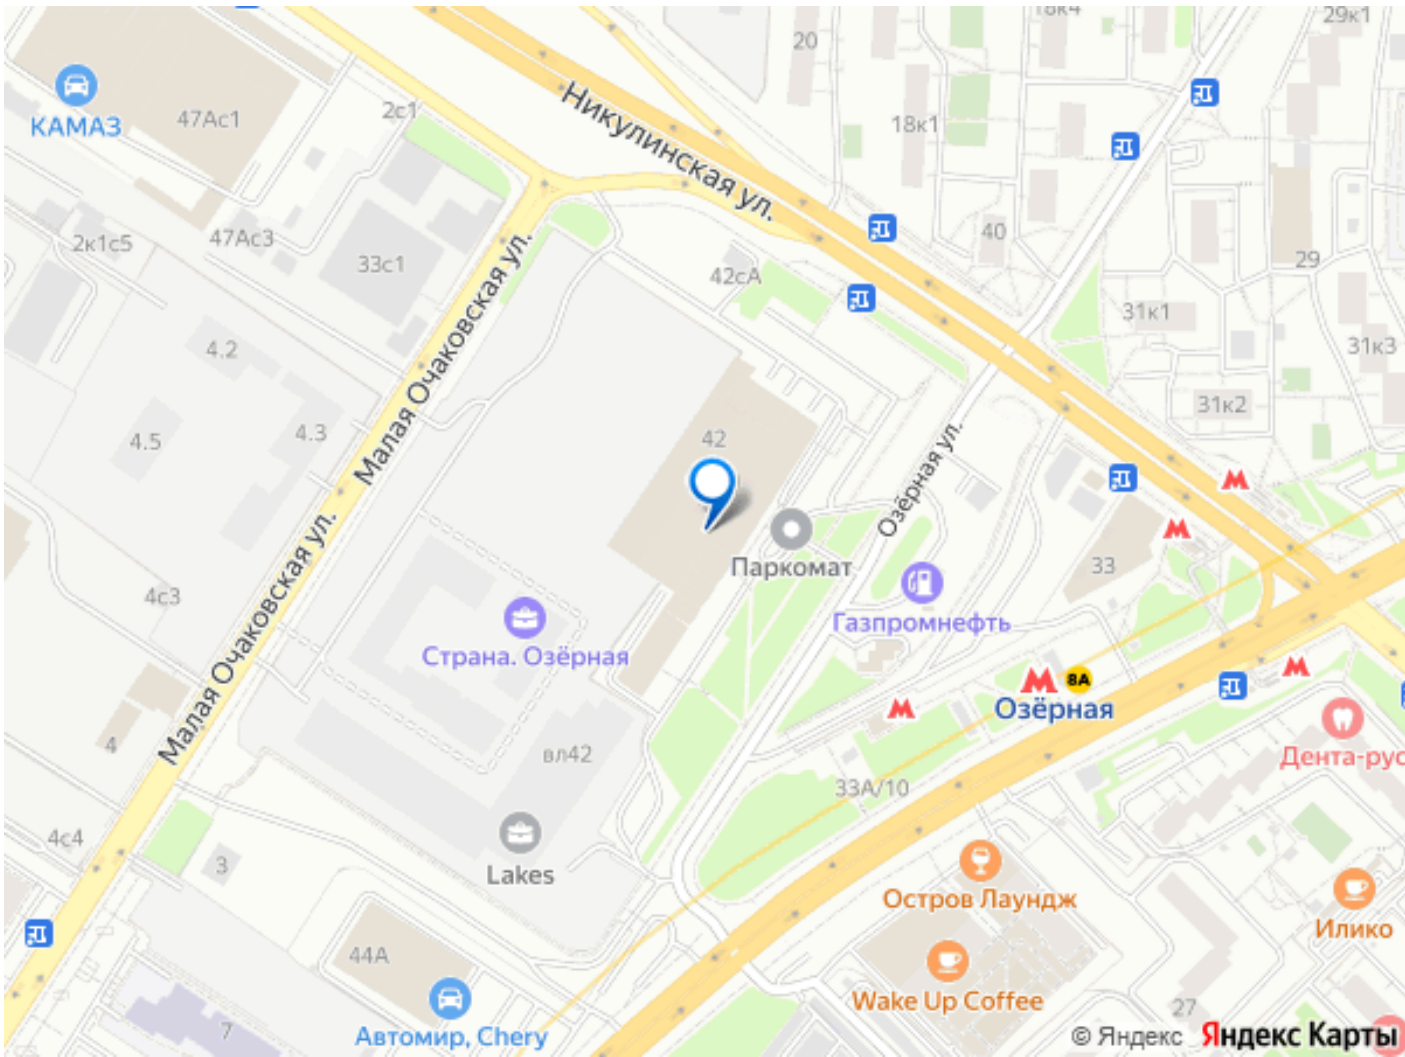 18к4
29к1
20
КАМАЗ
47Ас1
2с1
18к1
Никулинская ул.
2к1с5
47Ас3
33с1
40
42сА
29
31к1
31к3
4.2
4.3
4.5
31к2
Малая Очаковская ул.
42
Озёрная ул.
Паркомат
33
Газпромнефть
4с3
Малая Очаковская ул.
Страна. Озёрная
8А
Озёрная
4
вл42
Дента-рус
33А/10
4с4
3
Lakes
Остров Лаундж
Илико
44А
Wake Up Coffee
27
7
Автомир, Chery
© Яндекс Яндекс Карты